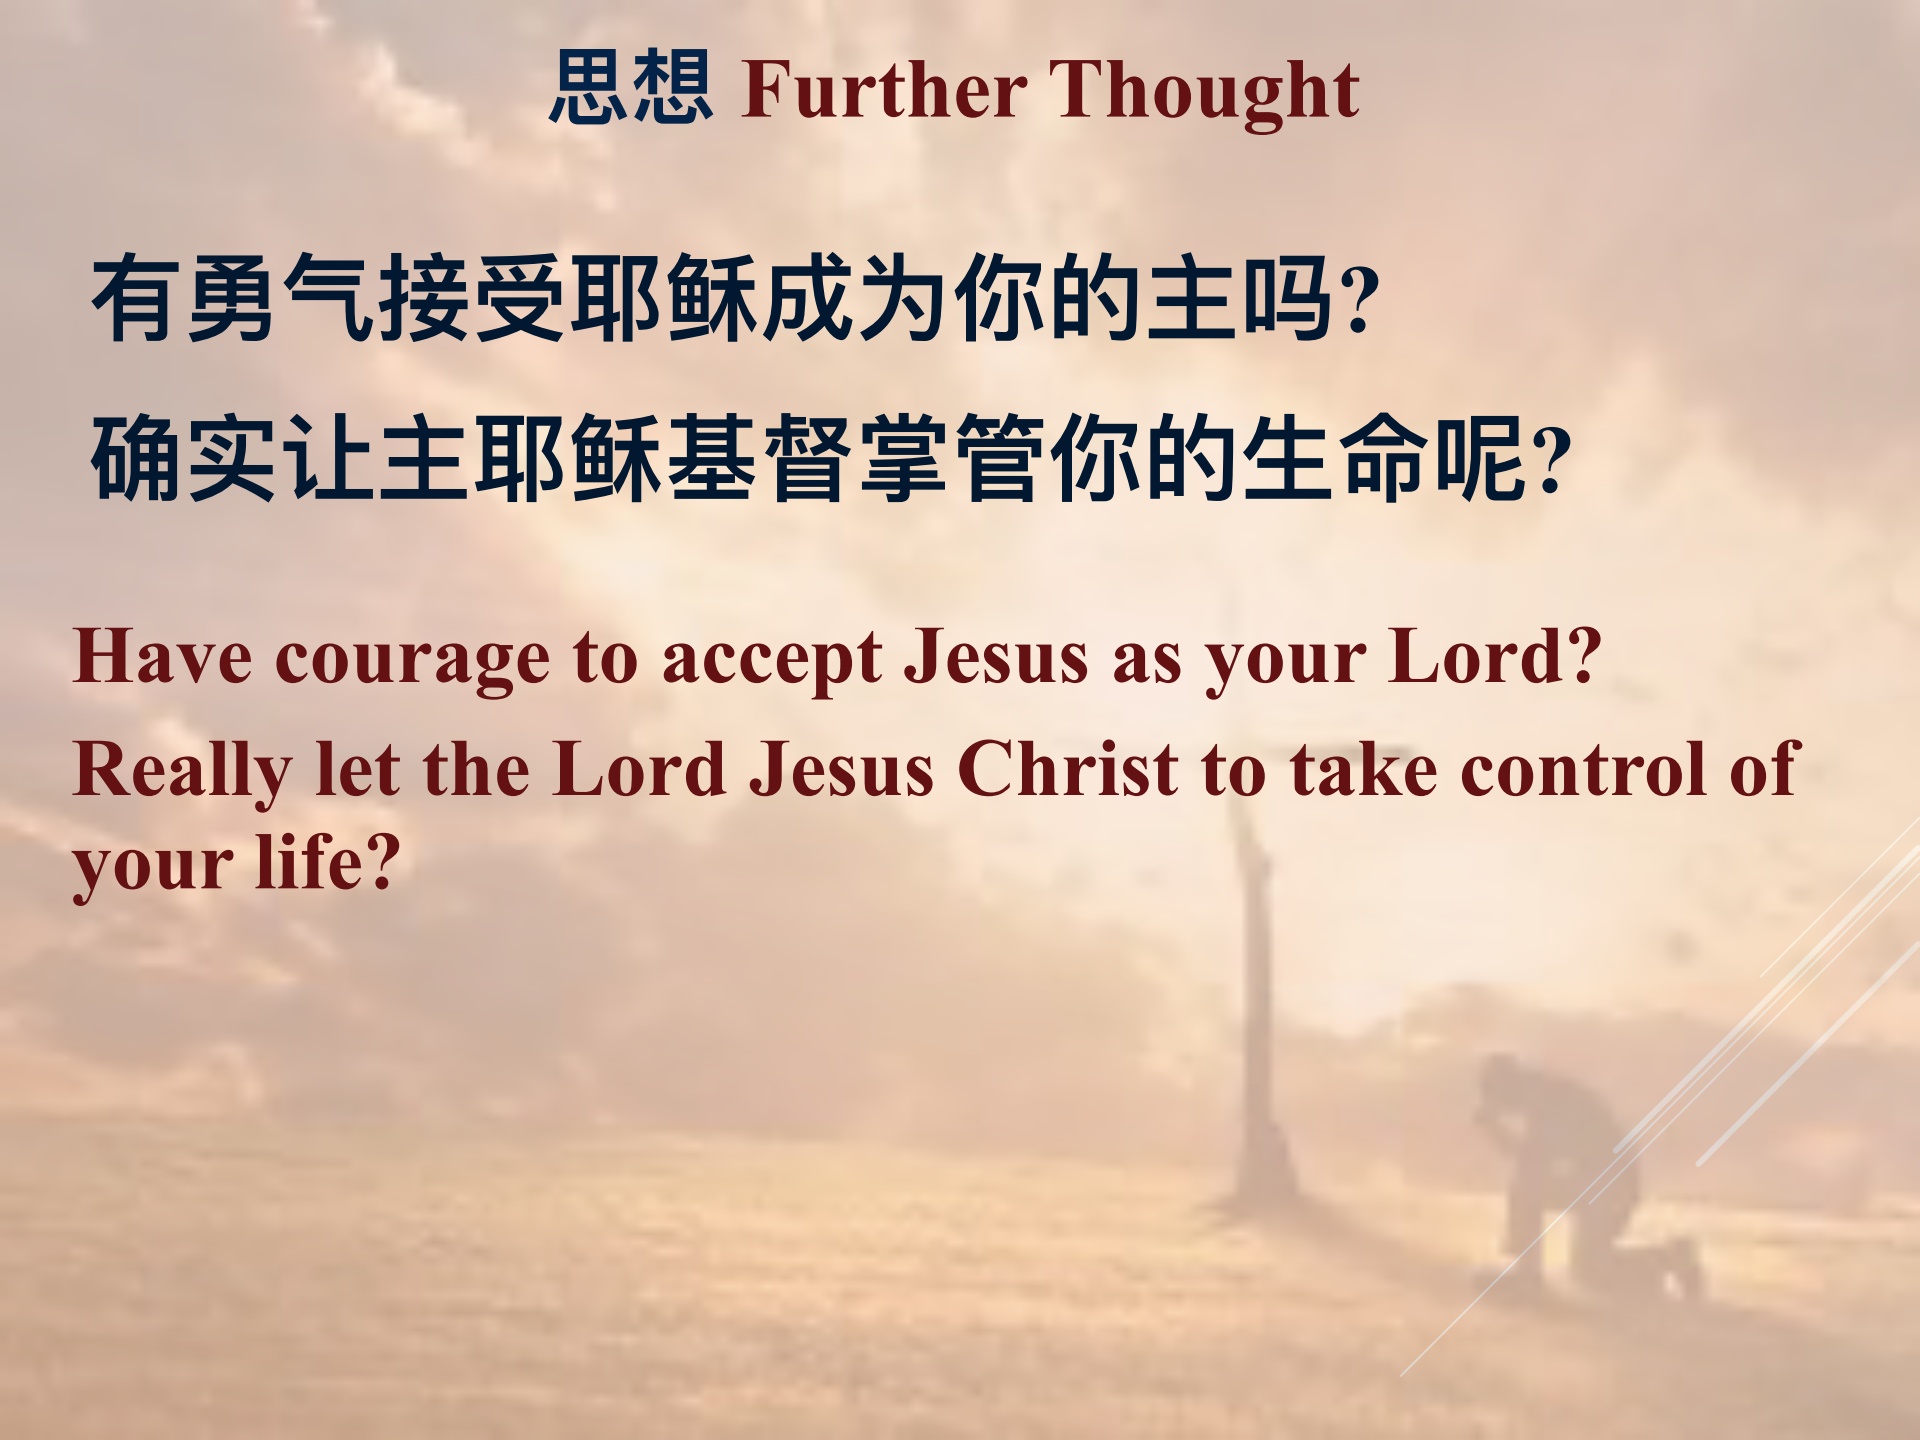 思想 Further Thought
有勇气接受耶稣成为你的主吗?
确实让主耶稣基督掌管你的生命呢?
Have courage to accept Jesus as your Lord?
Really let the Lord Jesus Christ to take control of
your life?